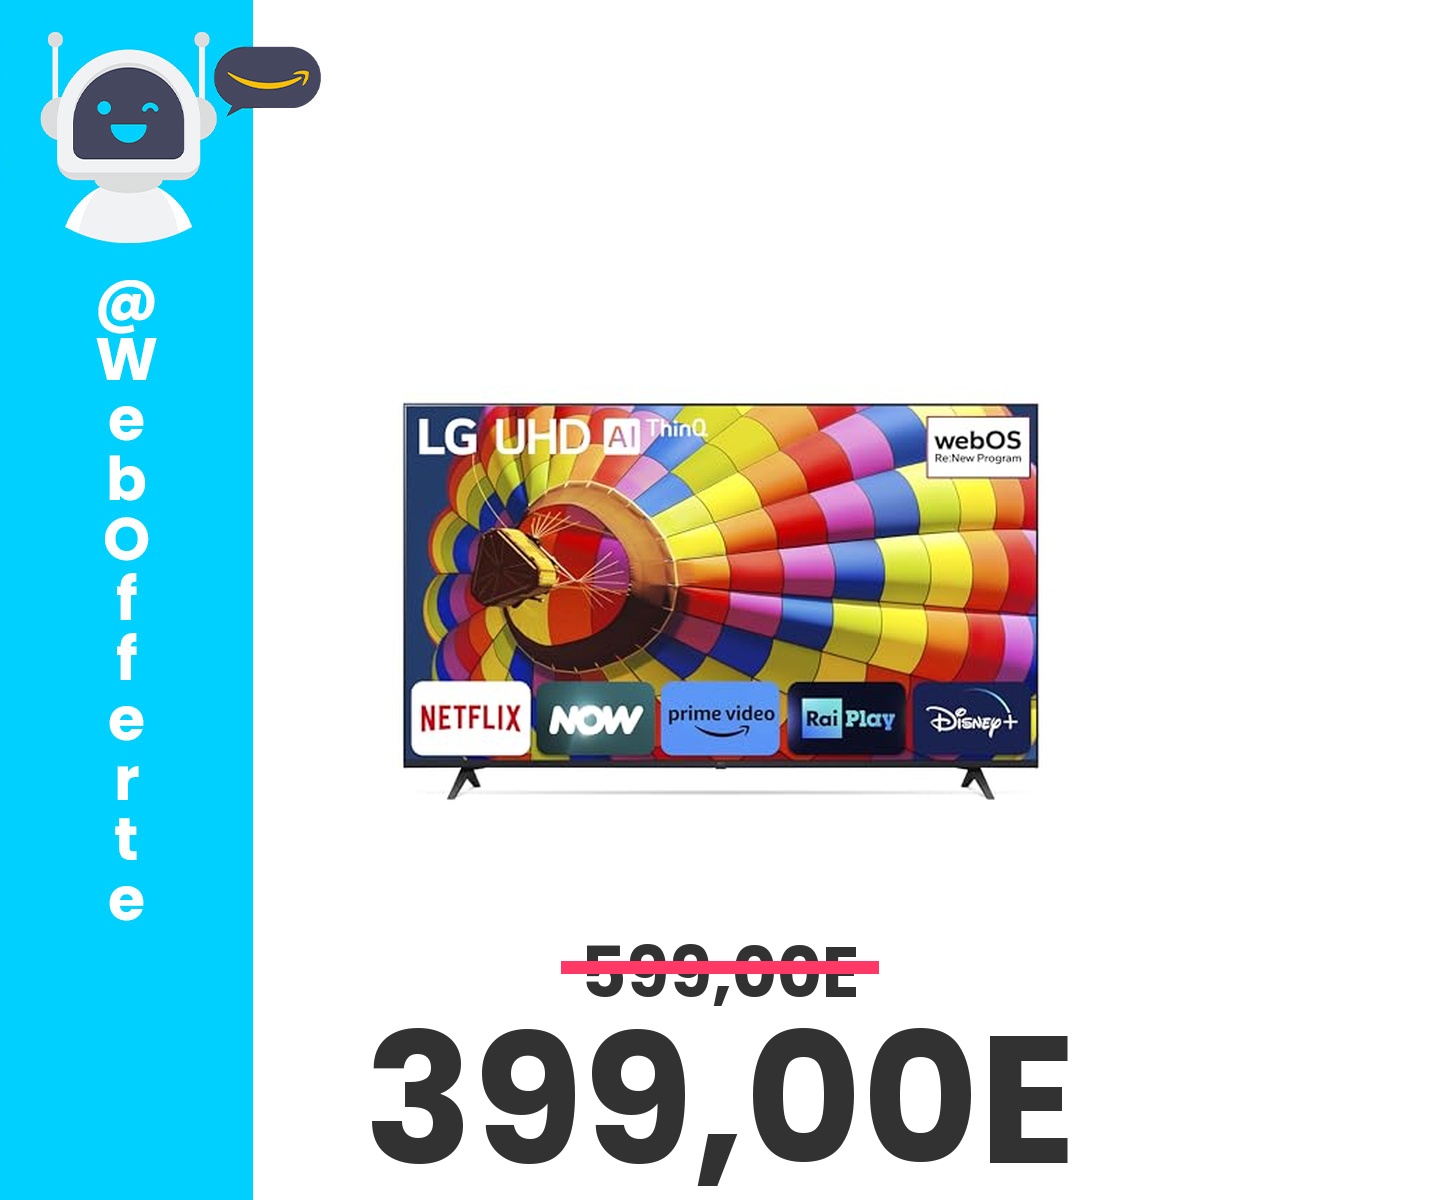 @WebOfferte
LG UHD AI ThinQ
webOS
Re:New Program
NETFLIX
NOW
prime video
Rai Play
Disney+
599,00E
399,00E